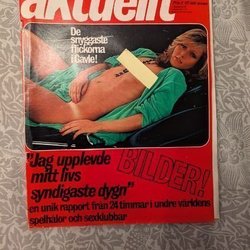 aktuellt
De
snyggaste
flickorna
i Gävle!
"Jag upplevde
mitt livs
syndigaste dygn"
BILDER!
en unik rapport från 24 timmar i undre världens
spelhålor och sexklubbar